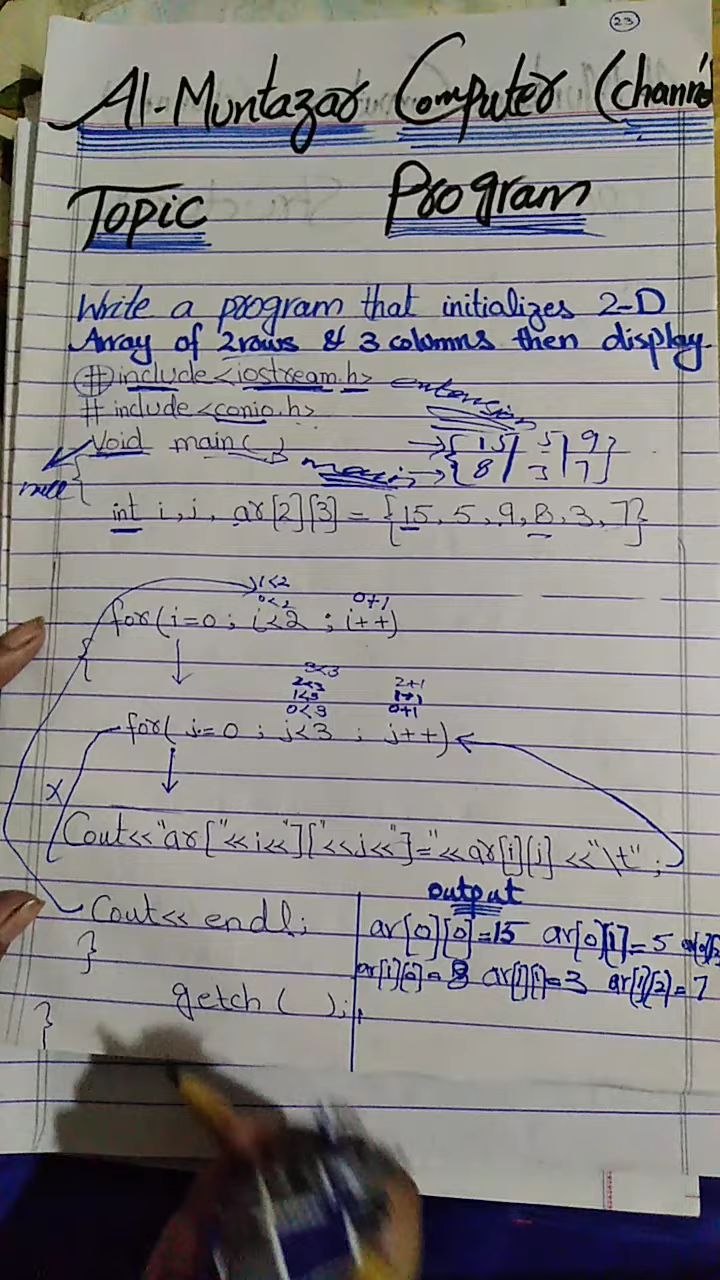 23
Al-Muntazar Computer (chann
Topic Program
Write a program that initializes 2-D
Array of 2 rows & 3 columns then display.
#include <iostream.h> extension
# include <conio.h>
Void main( )
main
{ 15 | 5 | 9 }
{ 8 | 3 | 7 }
{
int i, j, ar[2][3] = {15, 5, 9, 8, 3, 7}
1<2
0<2 0+1
for(i=0 ; i<2 ; i++)
{
3<3
2<3 2+1
1<3 1+1
0<3 0+1
for( j=0 ; j<3 ; j++)
x
Cout<<"ar["<<i<<"]["<<j<<"]="<<ar[i][j] <<"\t" ;
Cout<< endl;
}
getch ( );
}
output
ar[0][0]=15 ar[0][1]=5
ar[1][0]=8 ar[1][1]=3 ar[1][2]=7